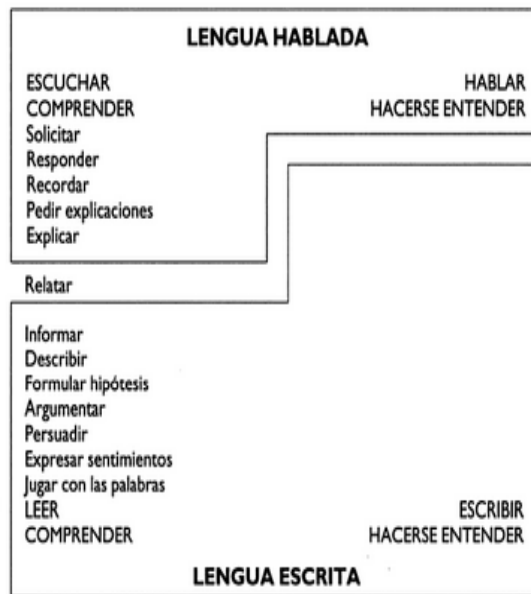 LENGUA HABLADA
ESCUCHAR HABLAR
COMPRENDER HACERSE ENTENDER
Solicitar
Responder
Recordar
Pedir explicaciones
Explicar
Relatar
Informar
Describir
Formular hipótesis
Argumentar
Persuadir
Expresar sentimientos
Jugar con las palabras
LEER ESCRIBIR
COMPRENDER HACERSE ENTENDER
LENGUA ESCRITA